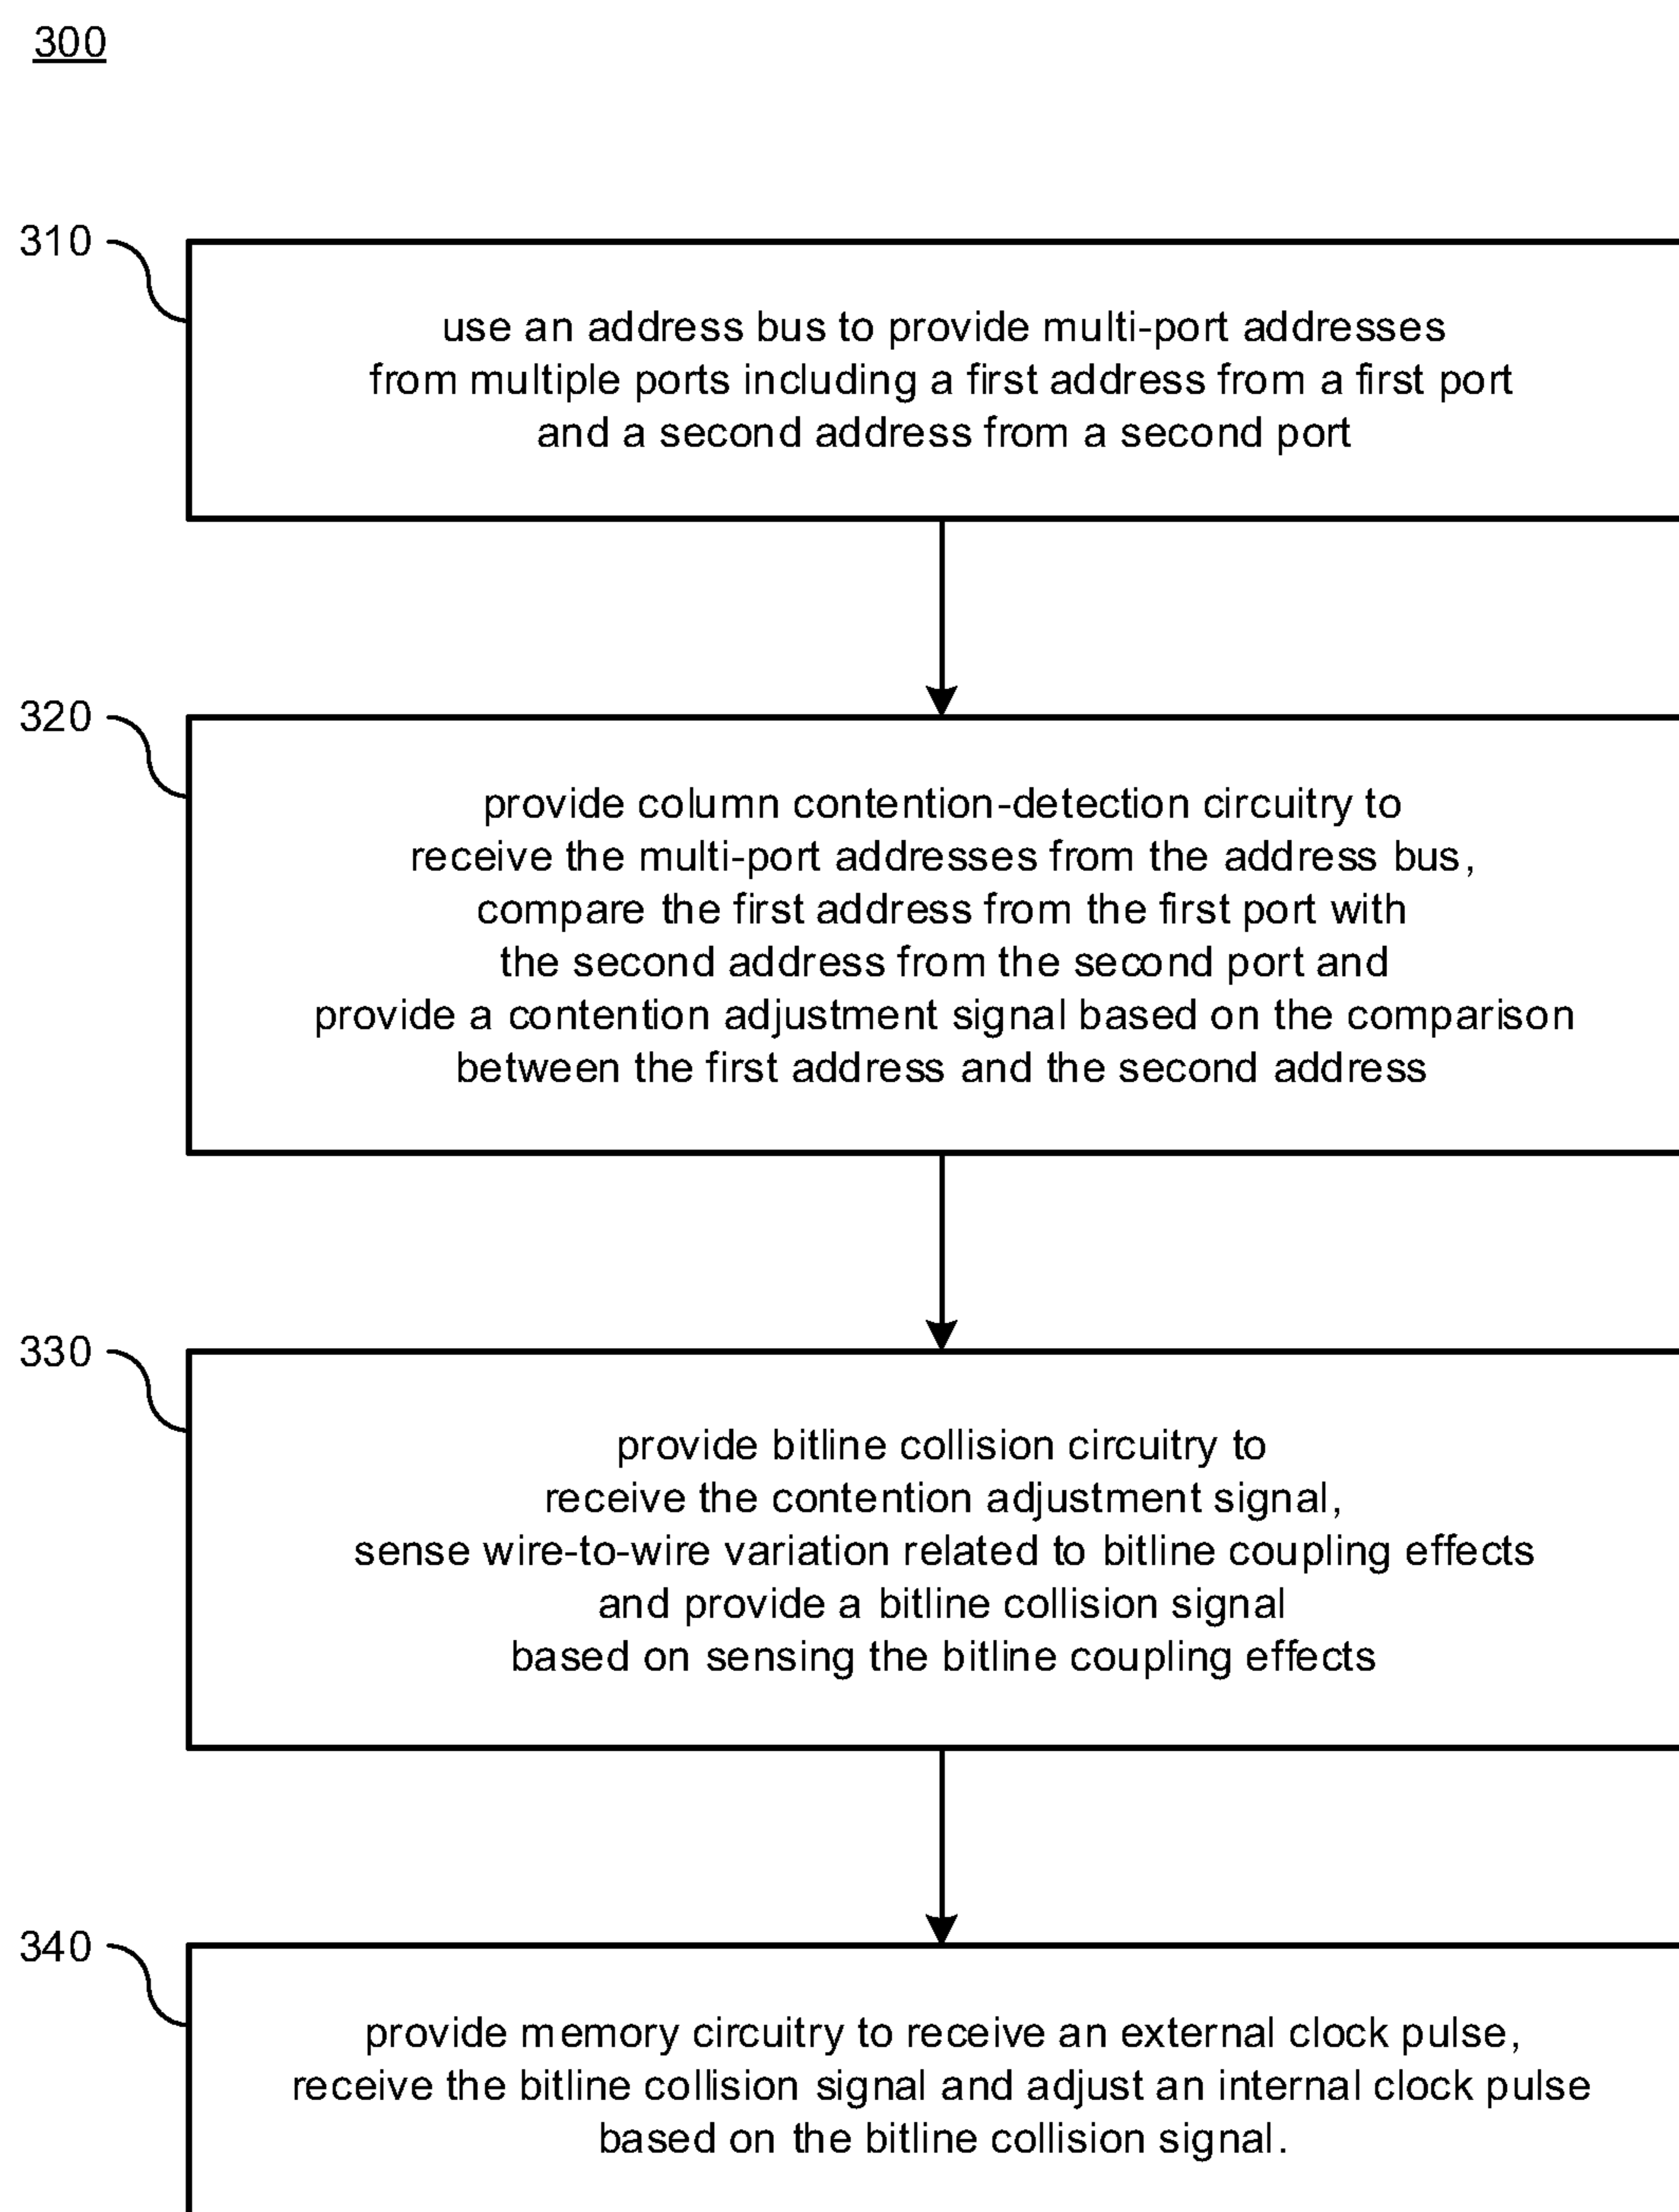 300
310
use an address bus to provide multi-port addresses
from multiple ports including a first address from a first port
and a second address from a second port
320
provide column contention-detection circuitry to
receive the multi-port addresses from the address bus,
compare the first address from the first port with
the second address from the second port and
provide a contention adjustment signal based on the comparison
between the first address and the second address
330
provide bitline collision circuitry to
receive the contention adjustment signal,
sense wire-to-wire variation related to bitline coupling effects
and provide a bitline collision signal
based on sensing the bitline coupling effects
340
provide memory circuitry to receive an external clock pulse,
receive the bitline collision signal and adjust an internal clock pulse
based on the bitline collision signal.